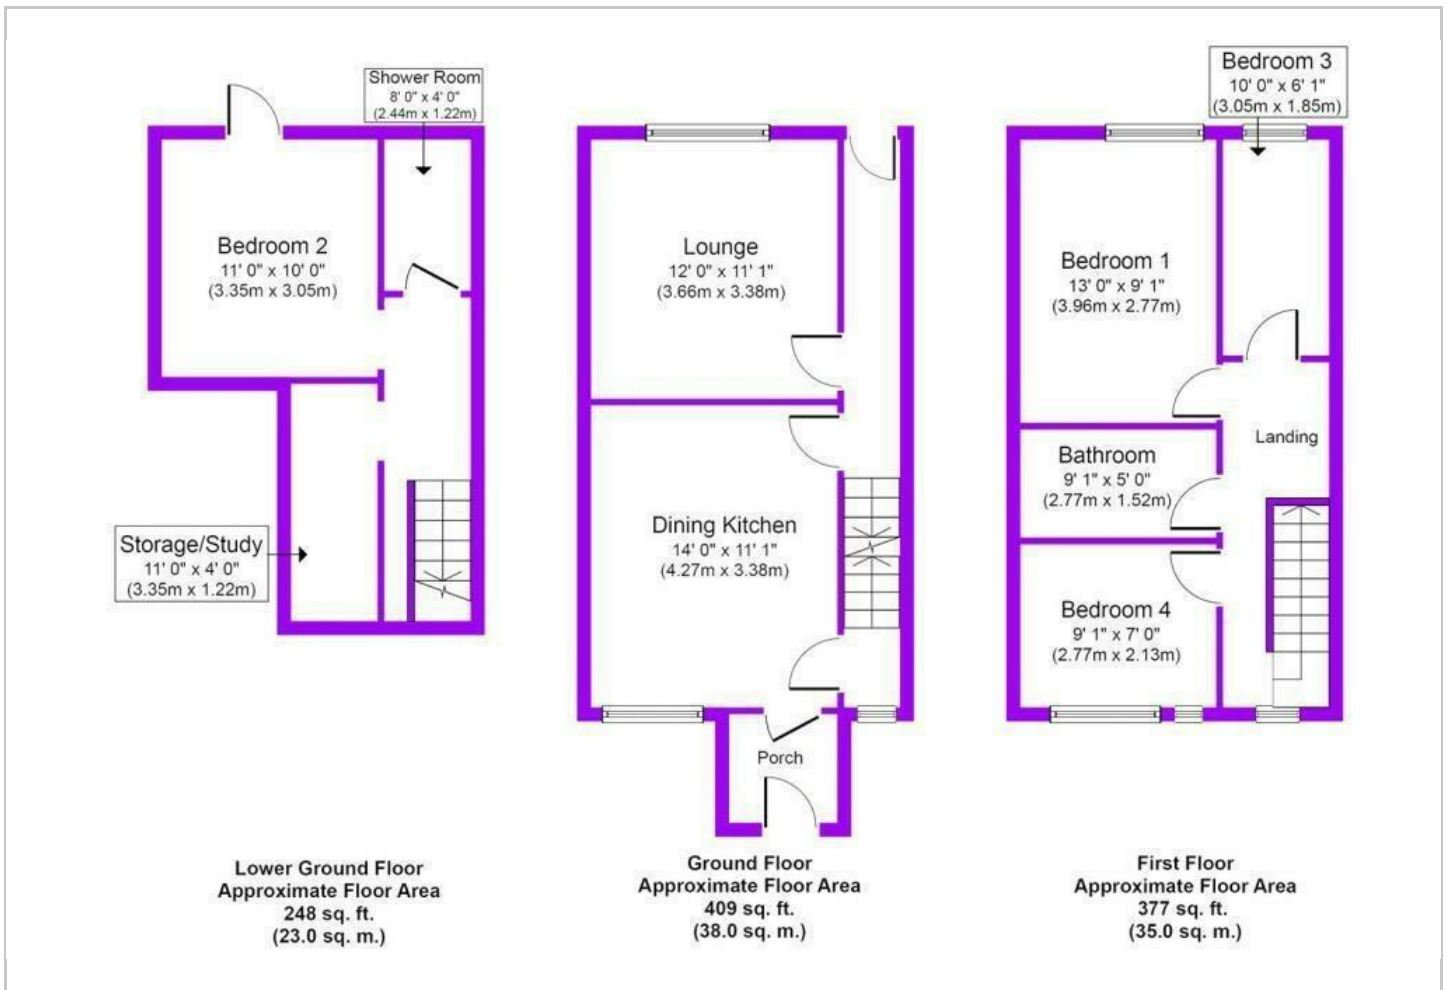 Shower Room
8' 0" x 4' 0"
(2.44m x 1.22m)
Bedroom 2
11' 0" x 10' 0"
(3.35m x 3.05m)
Storage/Study
11' 0" x 4' 0"
(3.35m x 1.22m)
Lower Ground Floor
Approximate Floor Area
248 sq. ft.
(23.0 sq. m.)
Lounge
12' 0" x 11' 1"
(3.66m x 3.38m)
Dining Kitchen
14' 0" x 11' 1"
(4.27m x 3.38m)
Porch
Ground Floor
Approximate Floor Area
409 sq. ft.
(38.0 sq. m.)
Bedroom 3
10' 0" x 6' 1"
(3.05m x 1.85m)
Bedroom 1
13' 0" x 9' 1"
(3.96m x 2.77m)
Landing
Bathroom
9' 1" x 5' 0"
(2.77m x 1.52m)
Bedroom 4
9' 1" x 7' 0"
(2.77m x 2.13m)
First Floor
Approximate Floor Area
377 sq. ft.
(35.0 sq. m.)